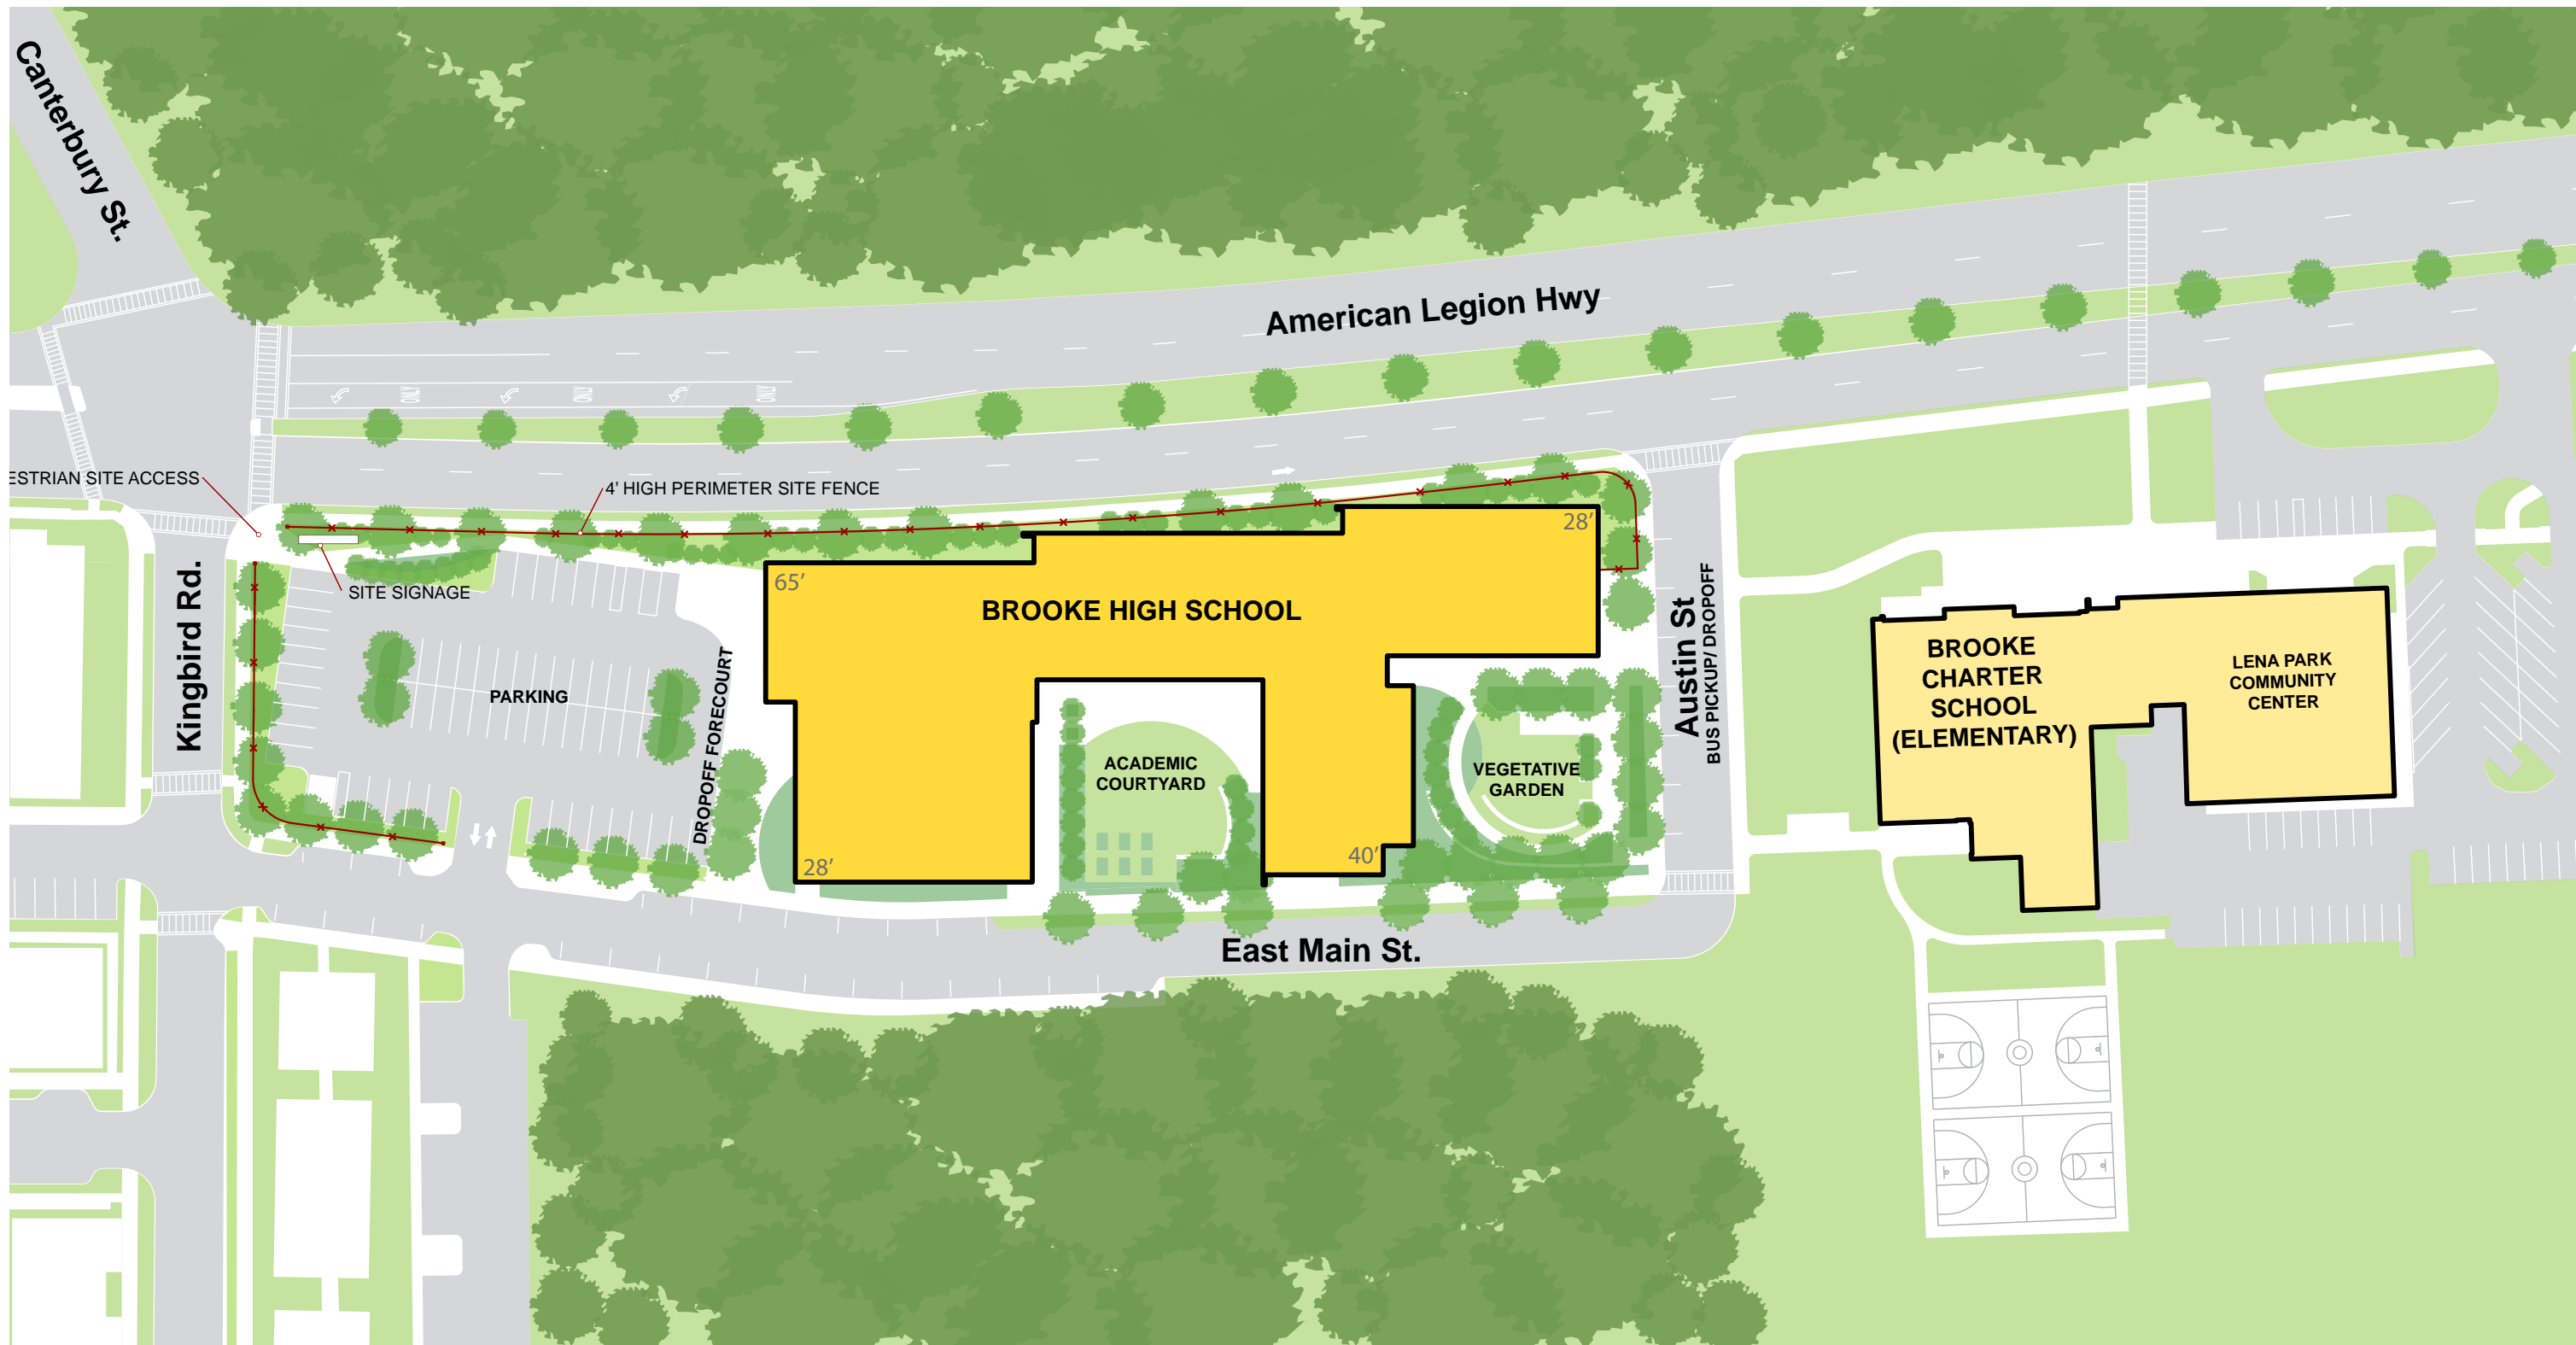 Canterbury St.
American Legion Hwy
ONLY
ONLY
ONLY
ESTRIAN SITE ACCESS
4' HIGH PERIMETER SITE FENCE
SITE SIGNAGE
Kingbird Rd.
PARKING
DROPOFF FORECOURT
65'
28'
BROOKE HIGH SCHOOL
28'
40'
ACADEMIC
COURTYARD
VEGETATIVE
GARDEN
Austin St
BUS PICKUP/ DROPOFF
BROOKE
CHARTER
SCHOOL
(ELEMENTARY)
LENA PARK
COMMUNITY
CENTER
East Main St.